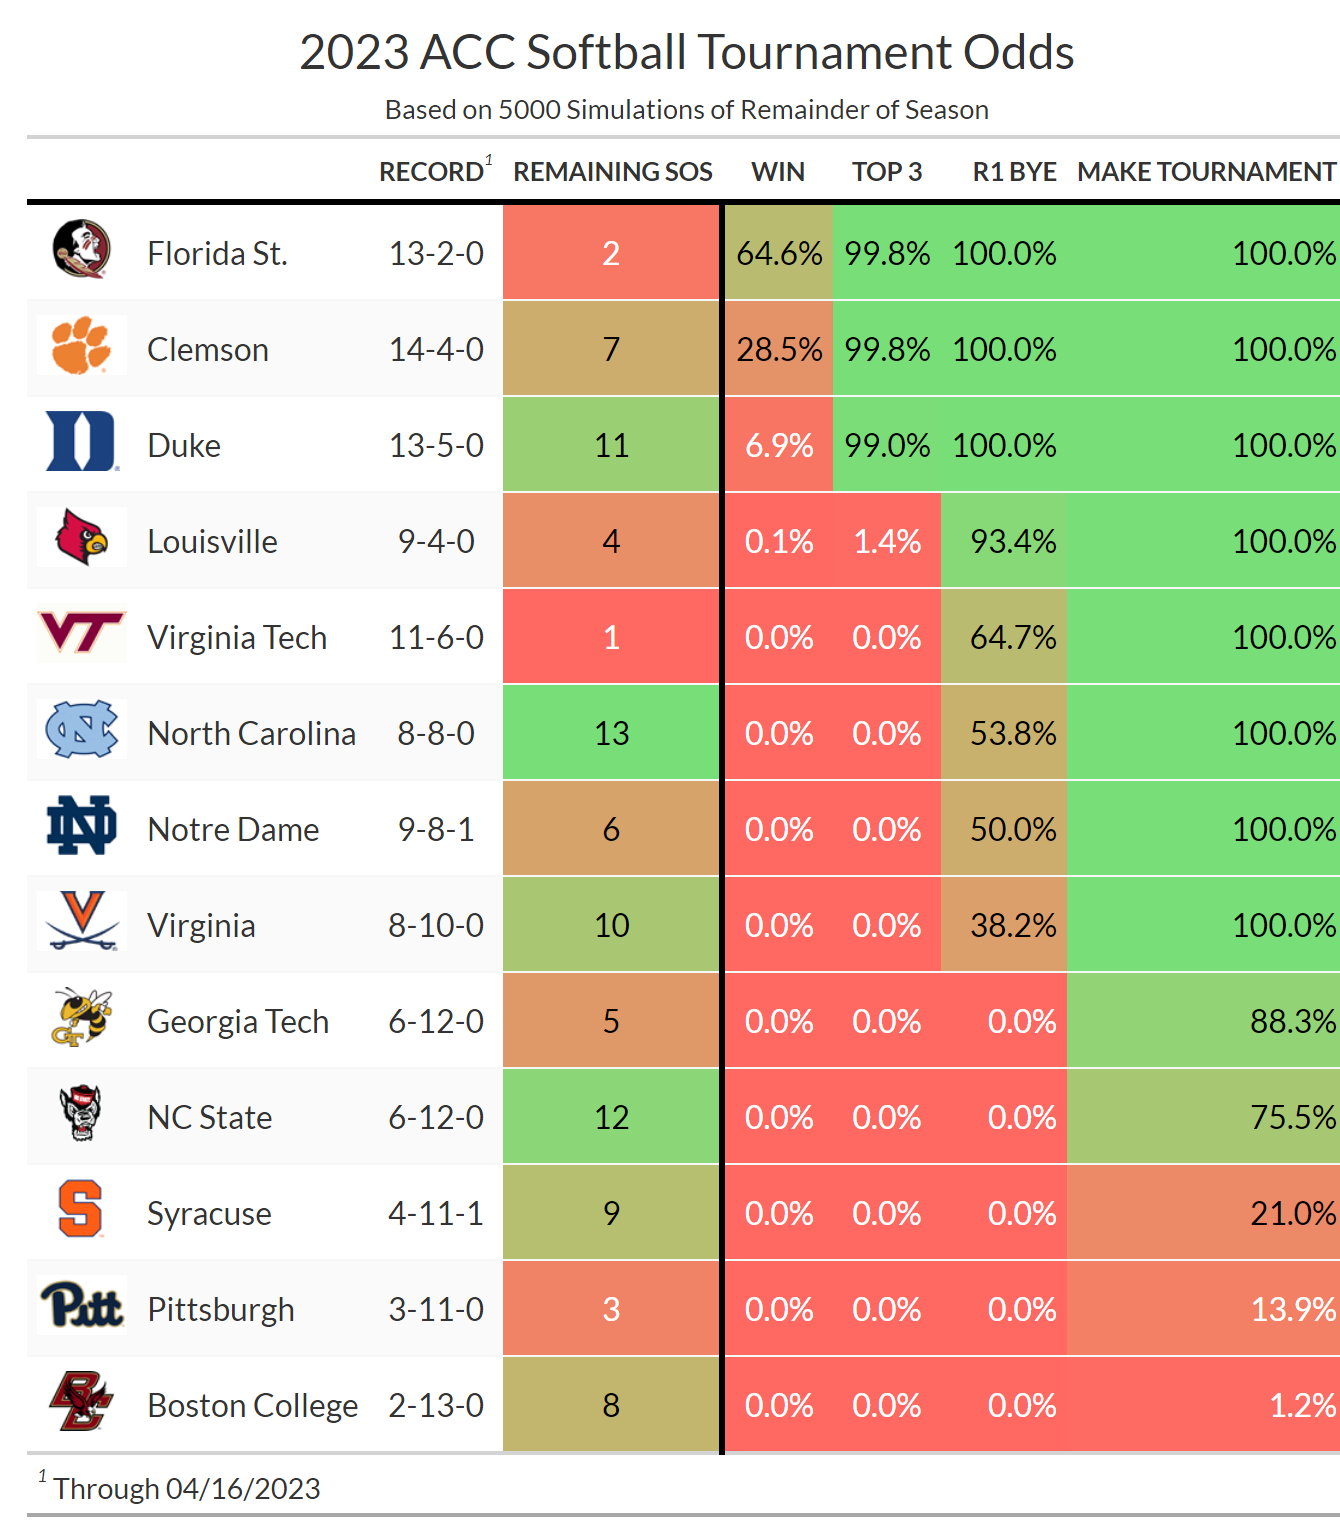 2023 ACC Softball Tournament Odds
Based on 5000 Simulations of Remainder of Season
RECORD1 REMAINING SOS WIN TOP 3 R1 BYE MAKE TOURNAMENT
Florida St. 13-2-0 2 64.6% 99.8% 100.0% 100.0%
Clemson 14-4-0 7 28.5% 99.8% 100.0% 100.0%
Duke 13-5-0 11 6.9% 99.0% 100.0% 100.0%
Louisville 9-4-0 4 0.1% 1.4% 93.4% 100.0%
VT Virginia Tech 11-6-0 1 0.0% 0.0% 64.7% 100.0%
NC North Carolina 8-8-0 13 0.0% 0.0% 53.8% 100.0%
ND Notre Dame 9-8-1 6 0.0% 0.0% 50.0% 100.0%
V Virginia 8-10-0 10 0.0% 0.0% 38.2% 100.0%
GT Georgia Tech 6-12-0 5 0.0% 0.0% 0.0% 88.3%
NC State 6-12-0 12 0.0% 0.0% 0.0% 75.5%
S Syracuse 4-11-1 9 0.0% 0.0% 0.0% 21.0%
Pitt Pittsburgh 3-11-0 3 0.0% 0.0% 0.0% 13.9%
BC Boston College 2-13-0 8 0.0% 0.0% 0.0% 1.2%
1 Through 04/16/2023